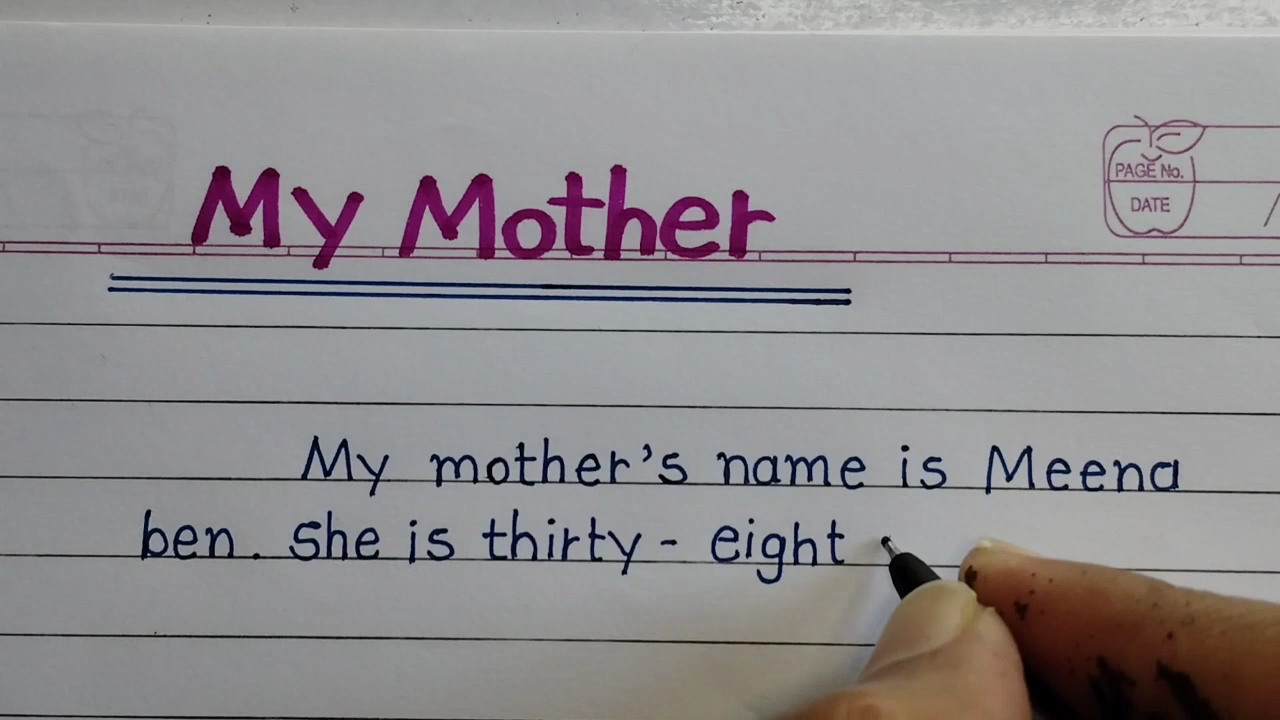 My Mother
PAGE No.
DATE /
My mother's name is Meena
ben. She is thirty - eight